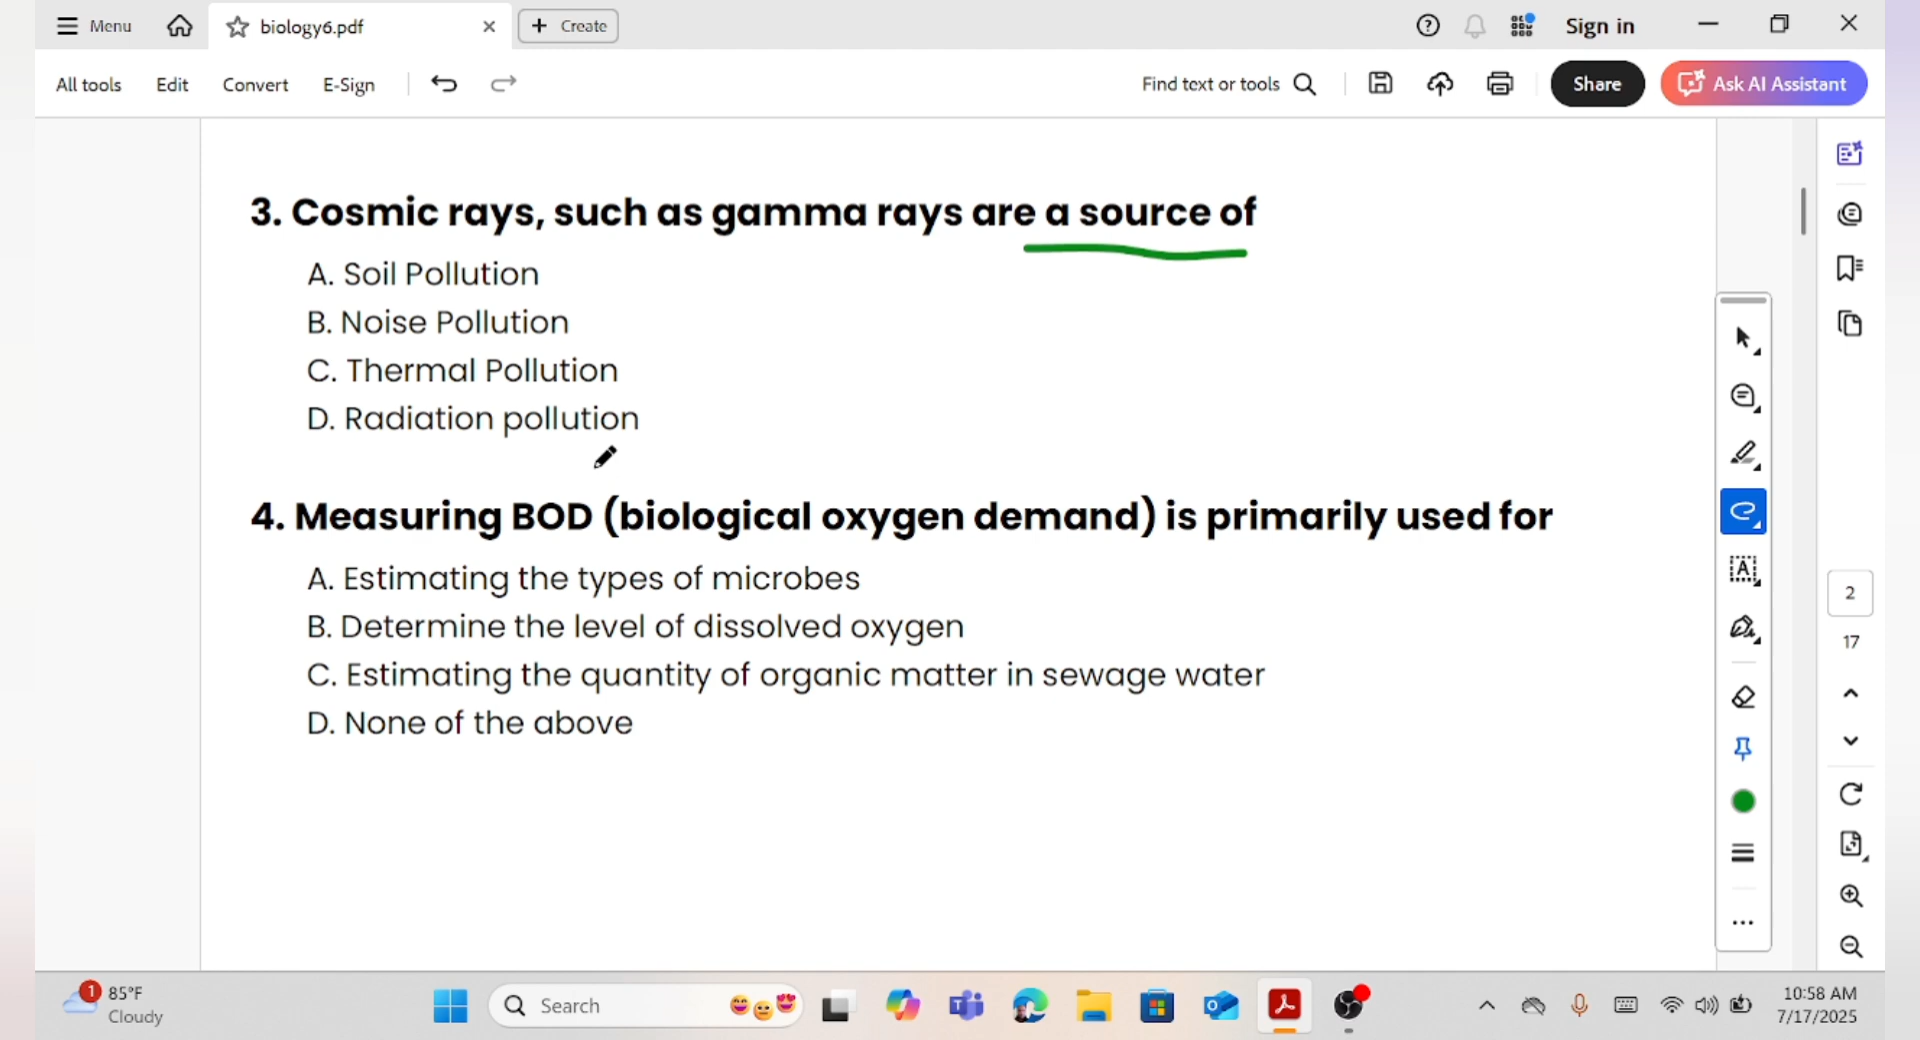 Menu
biology6.pdf
Create
Sign in
All tools
Edit
Convert
E-Sign
Find text or tools
Share
Ask AI Assistant
3. Cosmic rays, such as gamma rays are a source of
A. Soil Pollution
B. Noise Pollution
C. Thermal Pollution
D. Radiation pollution
4. Measuring BOD (biological oxygen demand) is primarily used for
A. Estimating the types of microbes
B. Determine the level of dissolved oxygen
C. Estimating the quantity of organic matter in sewage water
D. None of the above
2
17
1
85°F
Cloudy
Search
10:58 AM
7/17/2025